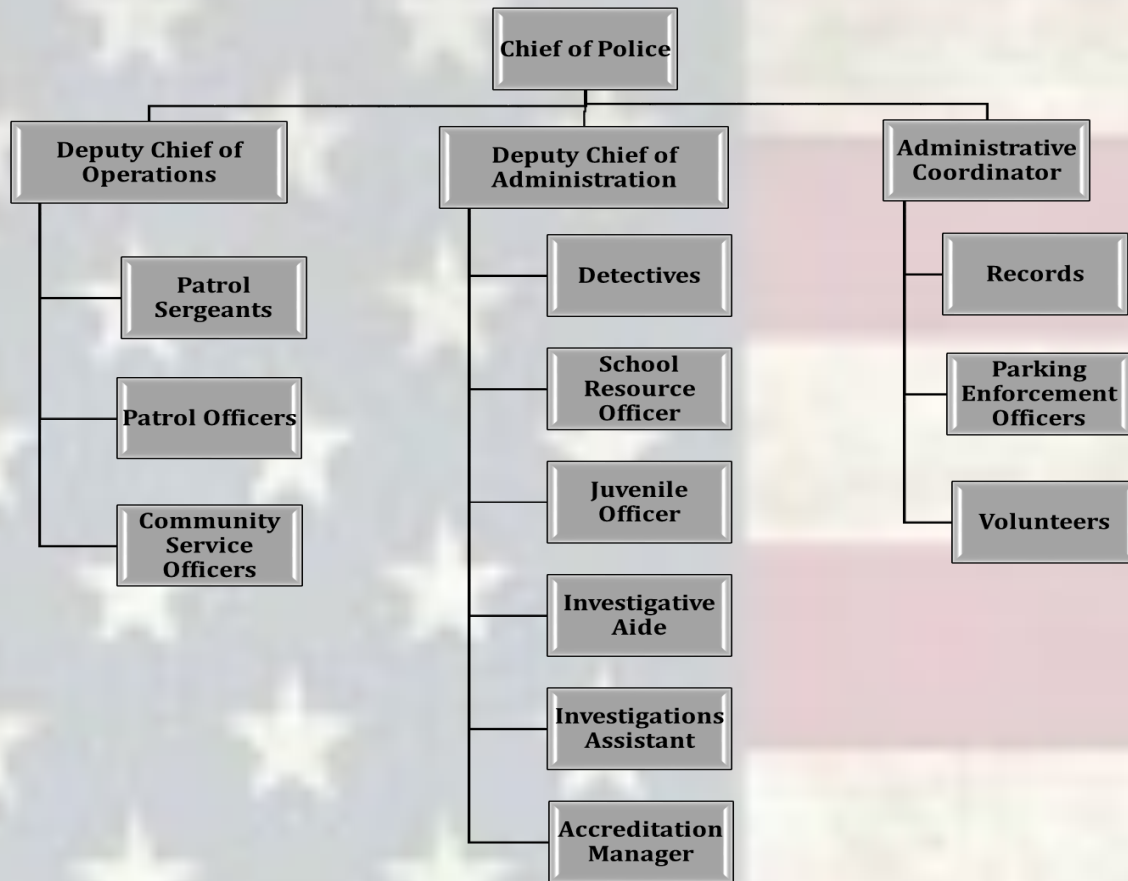 Chief of Police
Deputy Chief of
Operations
Patrol
Sergeants
Patrol Officers
Community
Service
Officers
Deputy Chief of
Administration
Detectives
School
Resource
Officer
Juvenile
Officer
Investigative
Aide
Investigations
Assistant
Accreditation
Manager
Administrative
Coordinator
Records
Parking
Enforcement
Officers
Volunteers